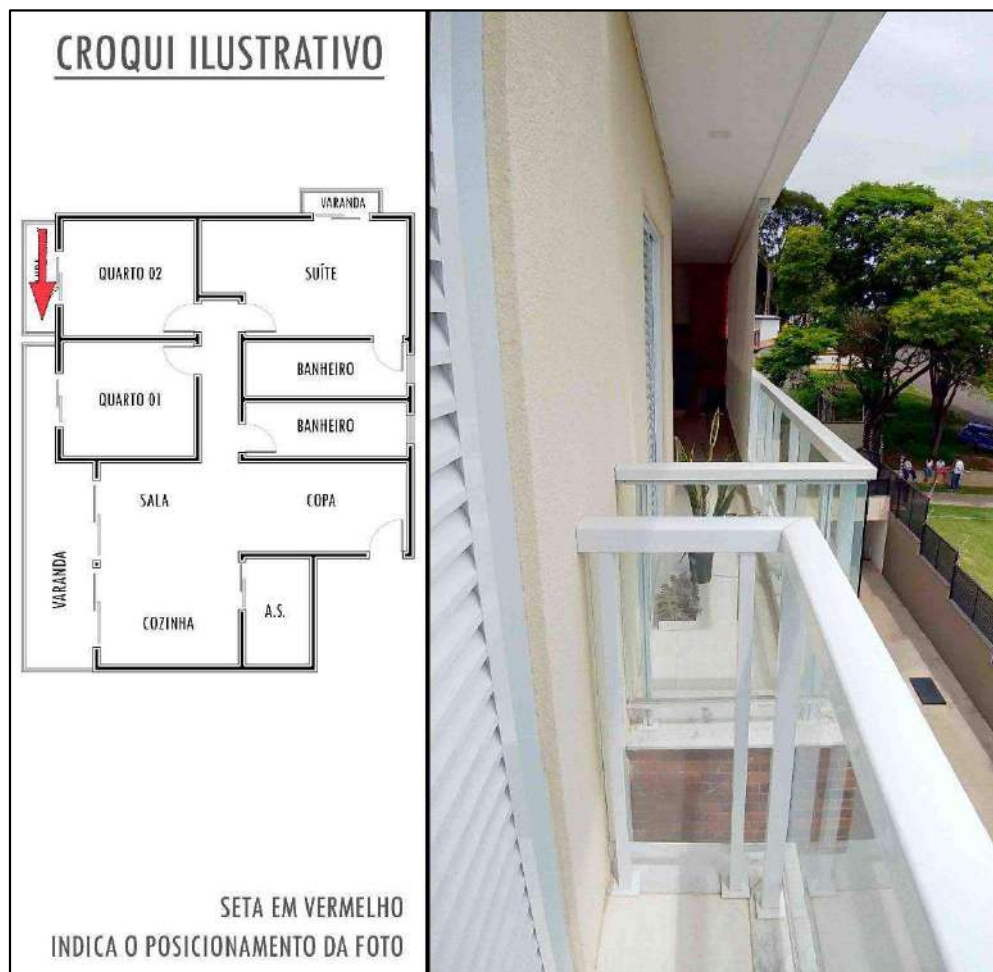 CROQUI ILUSTRATIVO
VARANDA
QUARTO 02
SUÍTE
BANHEIRO
QUARTO 01
BANHEIRO
SALA
COPA
VARANDA
COZINHA
A.S.
SETA EM VERMELHO
INDICA O POSICIONAMENTO DA FOTO